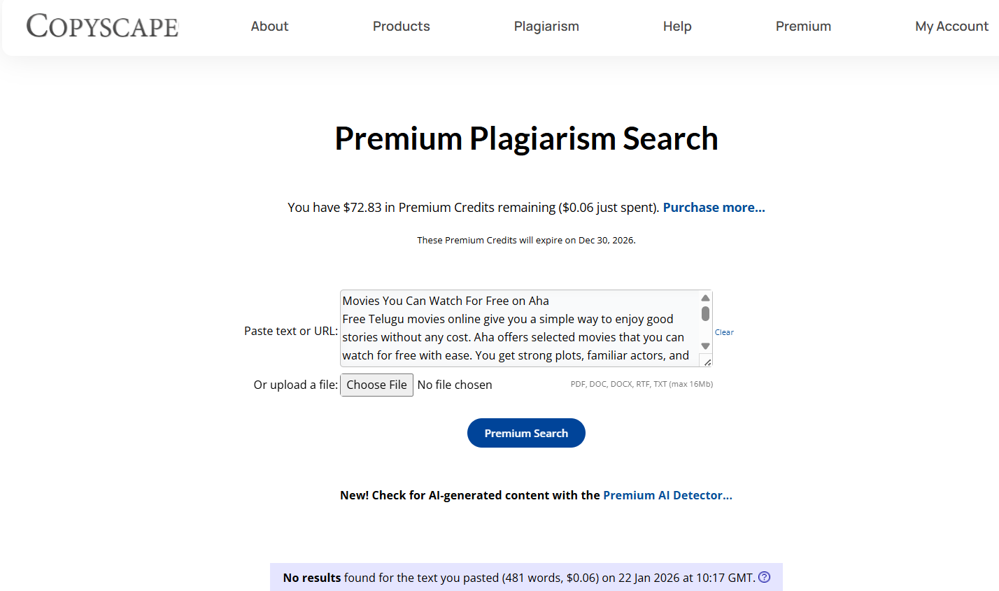 COPYSCAPE
About Products Plagiarism Help Premium My Account
Premium Plagiarism Search
You have $72.83 in Premium Credits remaining ($0.06 just spent). Purchase more...
These Premium Credits will expire on Dec 30, 2026.
Paste text or URL:
Movies You Can Watch For Free on Aha
Free Telugu movies online give you a simple way to enjoy good
stories without any cost. Aha offers selected movies that you can
watch for free with ease. You get strong plots, familiar actors, and
Clear
Or upload a file: Choose File No file chosen PDF, DOC, DOCX, RTF, TXT (max 16Mb)
Premium Search
New! Check for AI-generated content with the Premium AI Detector...
No results found for the text you pasted (481 words, $0.06) on 22 Jan 2026 at 10:17 GMT. ?